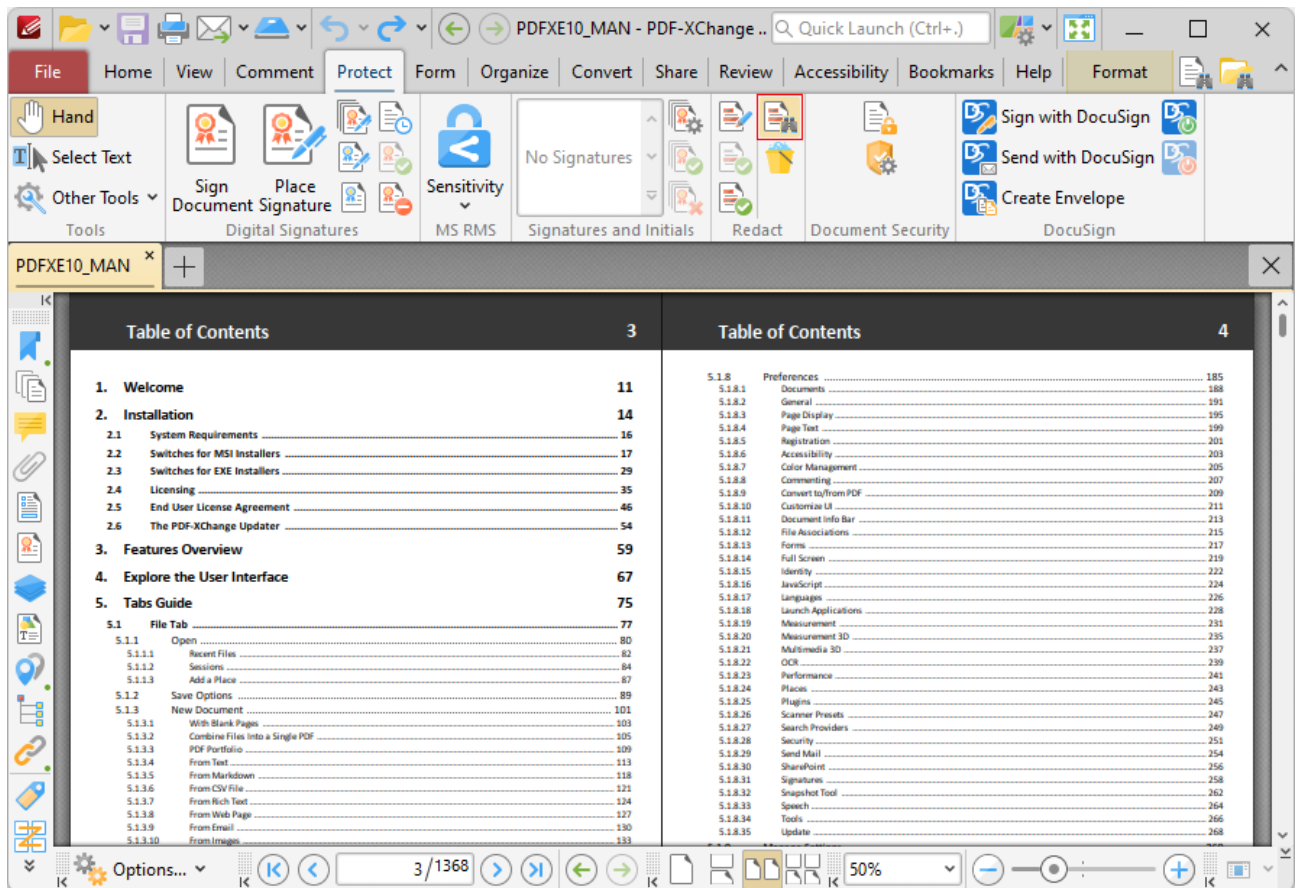 PDFXE10_MAN - PDF-XChange ..
Quick Launch (Ctrl+.)
File Home View Comment Protect Form Organize Convert Share Review Accessibility Bookmarks Help Format
Hand
Select Text
Other Tools
Tools
Sign Document
Place Signature
Digital Signatures
Sensitivity
MS RMS
No Signatures
Signatures and Initials
Redact
Document Security
Sign with DocuSign
Send with DocuSign
Create Envelope
DocuSign
PDFXE10_MAN
Table of Contents 3
1. Welcome 11
2. Installation 14
2.1 System Requirements 16
2.2 Switches for MSI Installers 17
2.3 Switches for EXE Installers 29
2.4 Licensing 35
2.5 End User License Agreement 46
2.6 The PDF-XChange Updater 54
3. Features Overview 59
4. Explore the User Interface 67
5. Tabs Guide 75
5.1 File Tab 77
5.1.1 Open 80
5.1.1.1 Recent Files 82
5.1.1.2 Sessions 84
5.1.1.3 Add a Place 87
5.1.2 Save Options 89
5.1.3 New Document 101
5.1.3.1 With Blank Pages 103
5.1.3.2 Combine Files Into a Single PDF 105
5.1.3.3 PDF Portfolio 109
5.1.3.4 From Text 113
5.1.3.5 From Markdown 118
5.1.3.6 From CSV File 121
5.1.3.7 From Rich Text 124
5.1.3.8 From Web Page 127
5.1.3.9 From Email 130
5.1.3.10 From Images 133
Table of Contents 4
5.1.8 Preferences 185
5.1.8.1 Documents 188
5.1.8.2 General 191
5.1.8.3 Page Display 195
5.1.8.4 Page Text 199
5.1.8.5 Registration 201
5.1.8.6 Accessibility 203
5.1.8.7 Color Management 205
5.1.8.8 Commenting 207
5.1.8.9 Convert to/from PDF 209
5.1.8.10 Customize UI 211
5.1.8.11 Document Info Bar 213
5.1.8.12 File Associations 215
5.1.8.13 Forms 217
5.1.8.14 Full Screen 219
5.1.8.15 Identity 222
5.1.8.16 JavaScript 224
5.1.8.17 Languages 226
5.1.8.18 Launch Applications 228
5.1.8.19 Measurement 231
5.1.8.20 Measurement 3D 235
5.1.8.21 Multimedia 3D 237
5.1.8.22 OCR 239
5.1.8.23 Performance 241
5.1.8.24 Places 243
5.1.8.25 Plugins 245
5.1.8.26 Scanner Presets 247
5.1.8.27 Search Providers 249
5.1.8.28 Security 251
5.1.8.29 Send Mail 254
5.1.8.30 SharePoint 256
5.1.8.31 Signatures 258
5.1.8.32 Snapshot Tool 262
5.1.8.33 Speech 264
5.1.8.34 Tools 266
5.1.8.35 Update 268
Options...
3/1368
50%